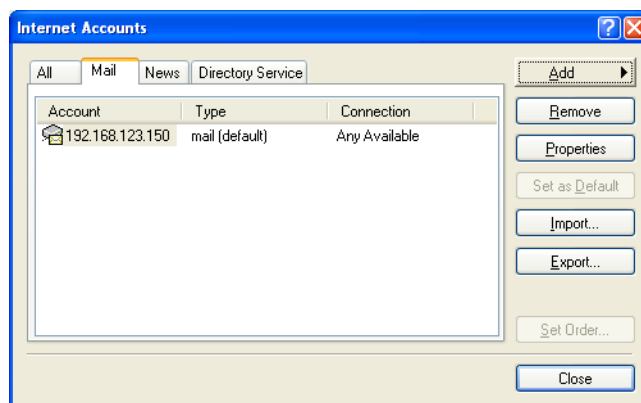 Internet Accounts
All Mail News Directory Service
Add
Account Type Connection
Remove
192.168.123.150 mail (default) Any Available
Properties
Set as Default
Import...
Export...
Set Order...
Close